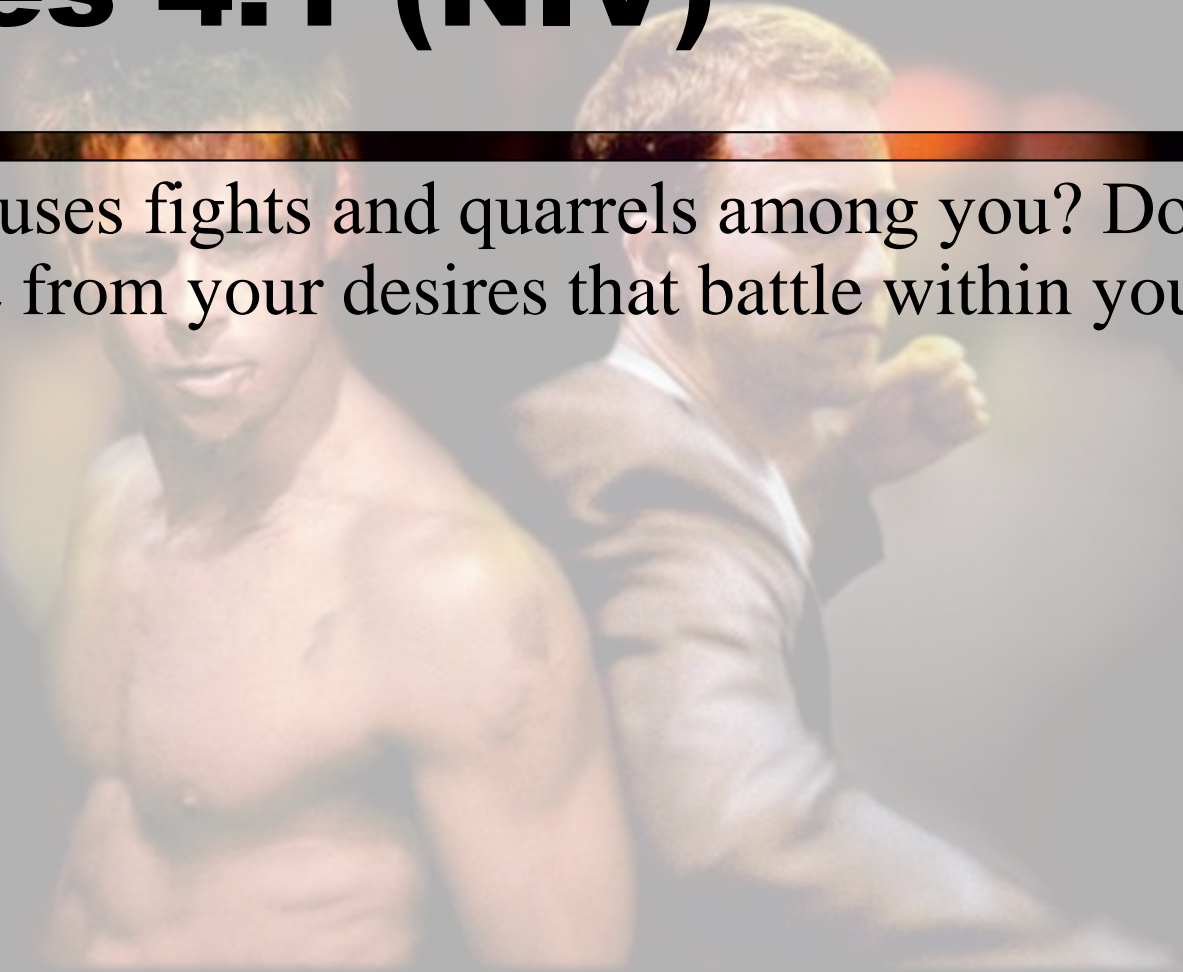 es 4:1 (NIV)
uses fights and quarrels among you? Do
from your desires that battle within you